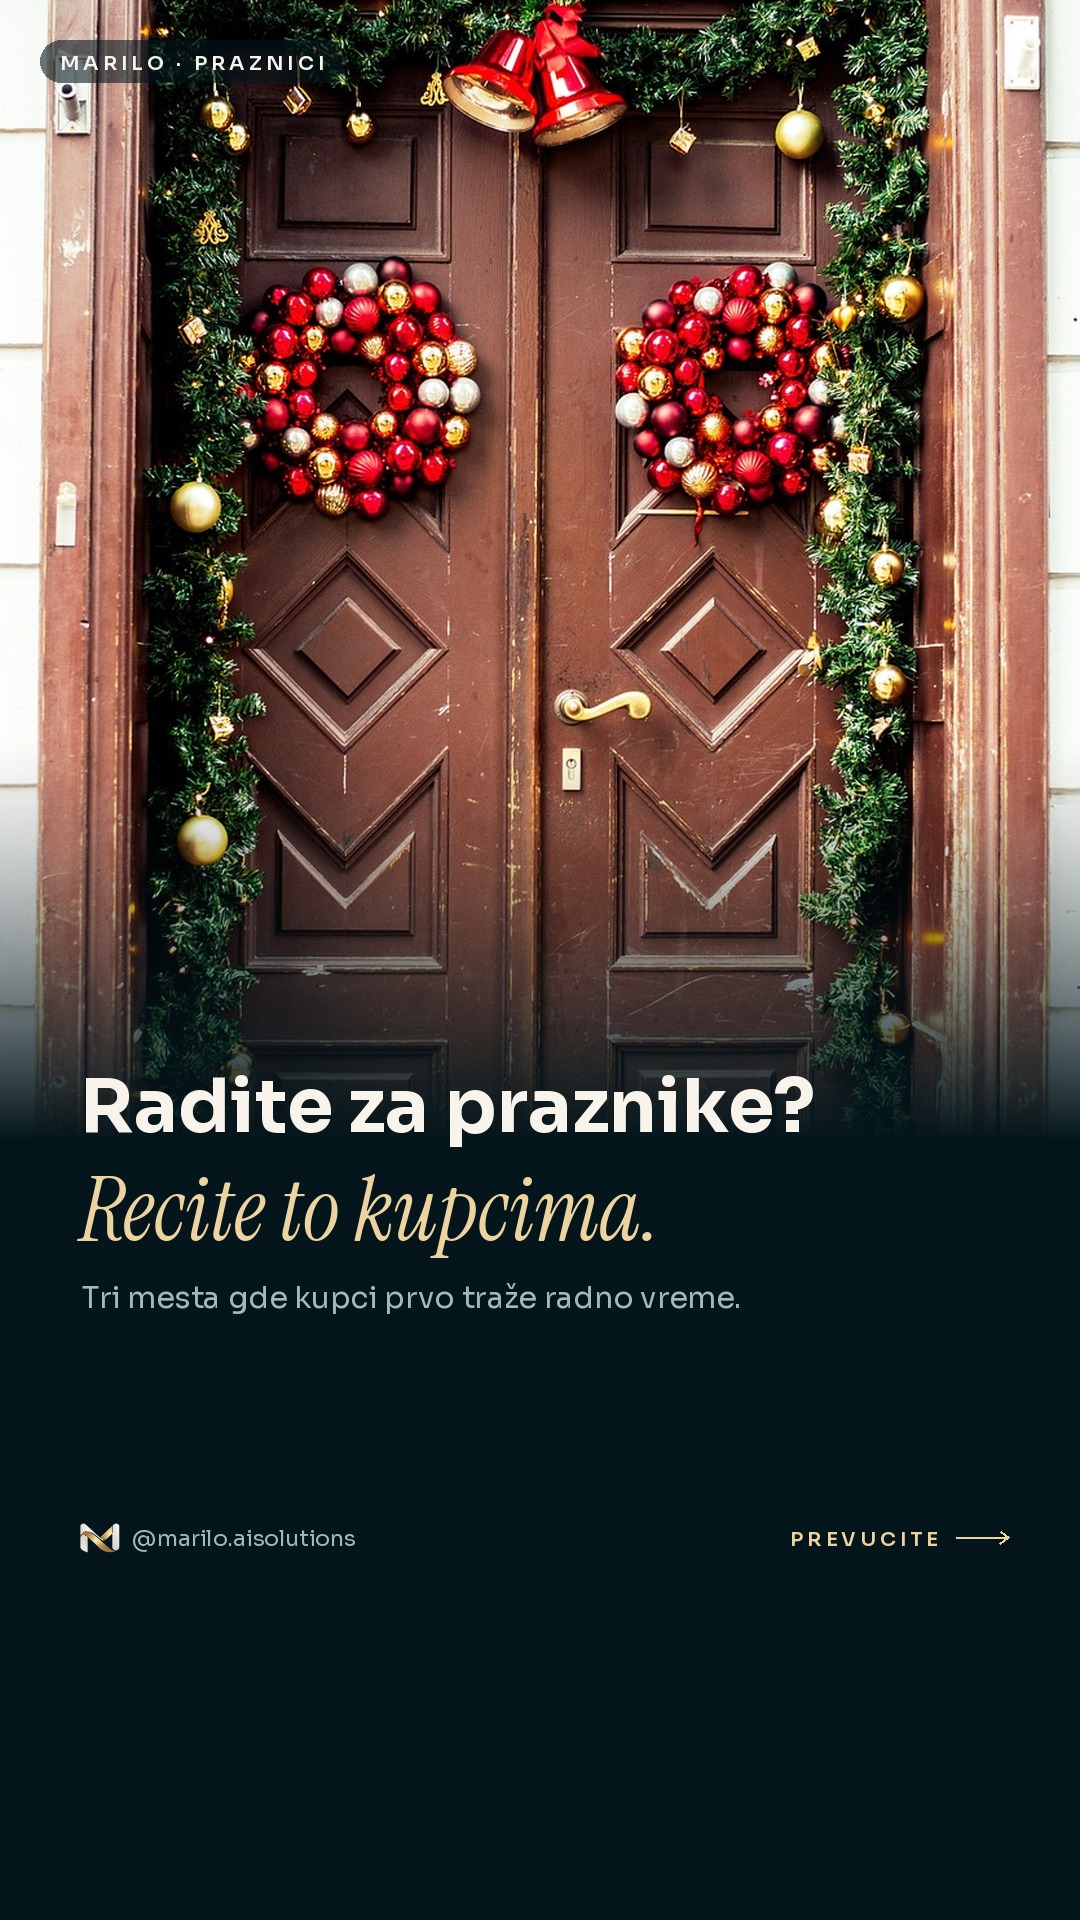 MARILO · PRAZNICI
Radite za praznike?
Recite to kupcima.
Tri mesta gde kupci prvo traže radno vreme.
@marilo.aisolutions
PREVUCITE